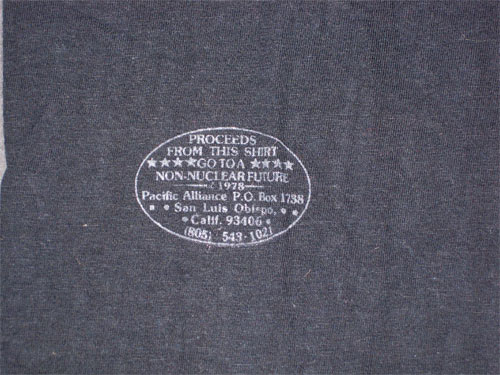 PROCEEDS
FROM THIS SHIRT
★★★★GO TO A★★★★
NON-NUCLEAR FUTURE
© 1978
Pacific Alliance P.O. Box 1738
• San Luis Obispo, • •
• Calif. 93406 •
(805) 543-1021